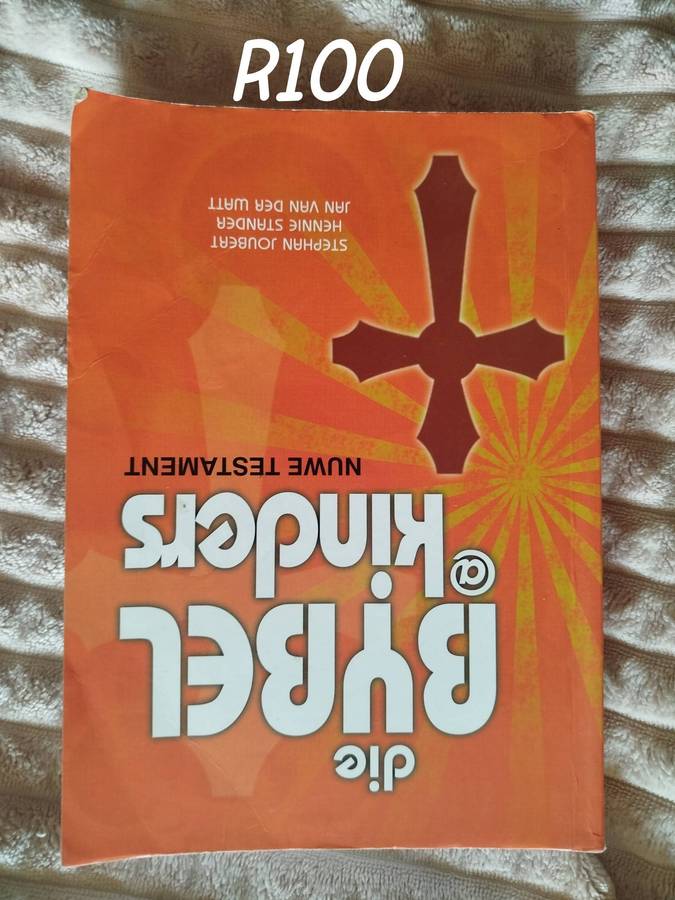 R100
die
BYBEL
@
kinders
NUWE TESTAMENT
STEPHAN JOUBERT
HENNIE STANDER
JAN VAN DER WATT